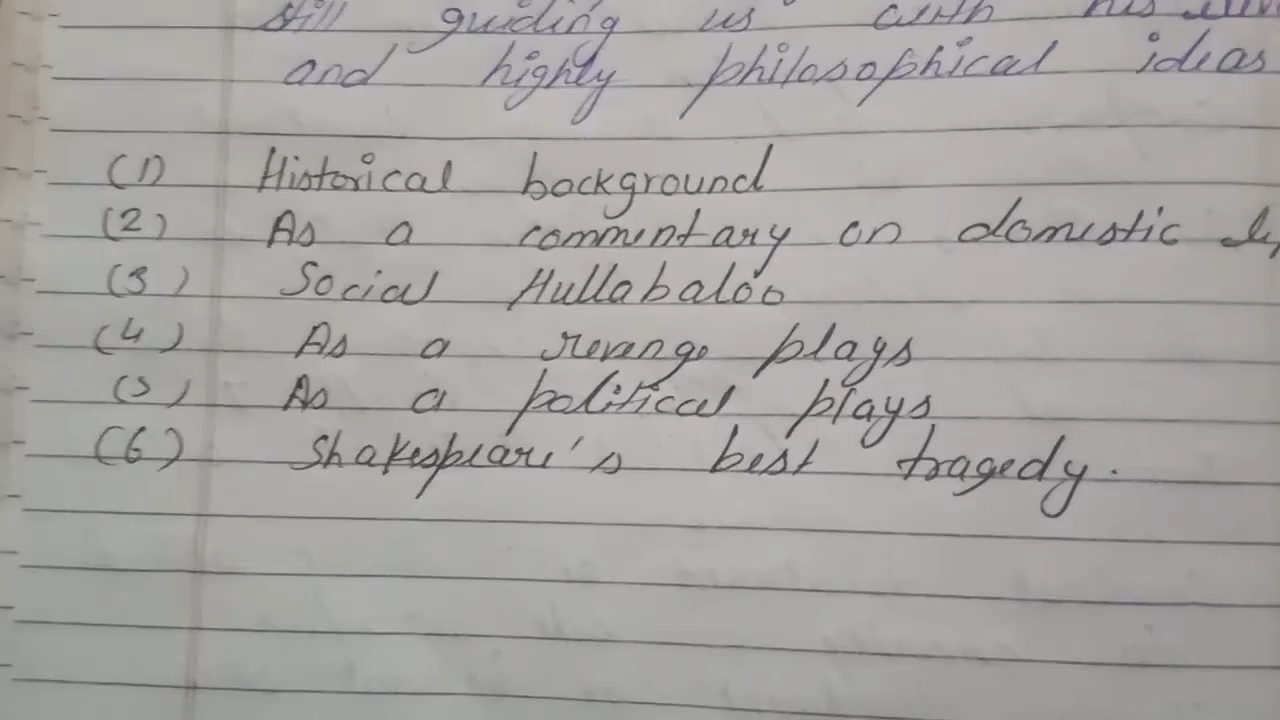 still guiding us with his
and highly philosophical ideas
(1) Historical background
(2) As a commentary on domestic
(3) Social Hullabaloo
(4) As a revenge plays
(5) As a political plays
(6) Shakespeare's best tragedy.